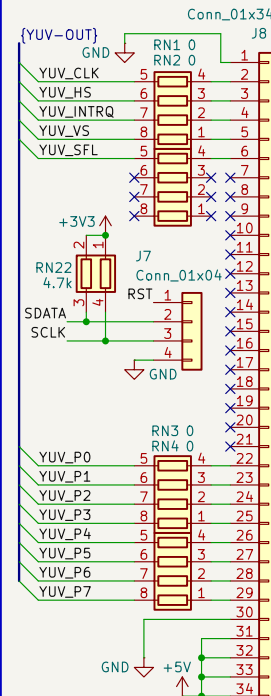 Conn_01x34
{YUV-OUT}
RN1 0
J8
GND
RN2 0
1
YUV_CLK 5 4 2
YUV_HS 6 3 3
YUV_INTRQ 7 2 4
YUV_VS 8 1 5
YUV_SFL 5 4 6
6 3 7
7 2 8
8 1 9
10
+3V3
11
2 1
J7
12
RN22
Conn_01x04
4.7k
13
3 4
RST 1
14
SDATA 2
15
SCLK 3
16
4
17
GND
18
19
RN3 0
20
RN4 0
21
YUV_P0 5 4 22
YUV_P1 6 3 23
YUV_P2 7 2 24
YUV_P3 8 1 25
YUV_P4 5 4 26
YUV_P5 6 3 27
YUV_P6 7 2 28
YUV_P7 8 1 29
30
31
GND +5V 32
33
34